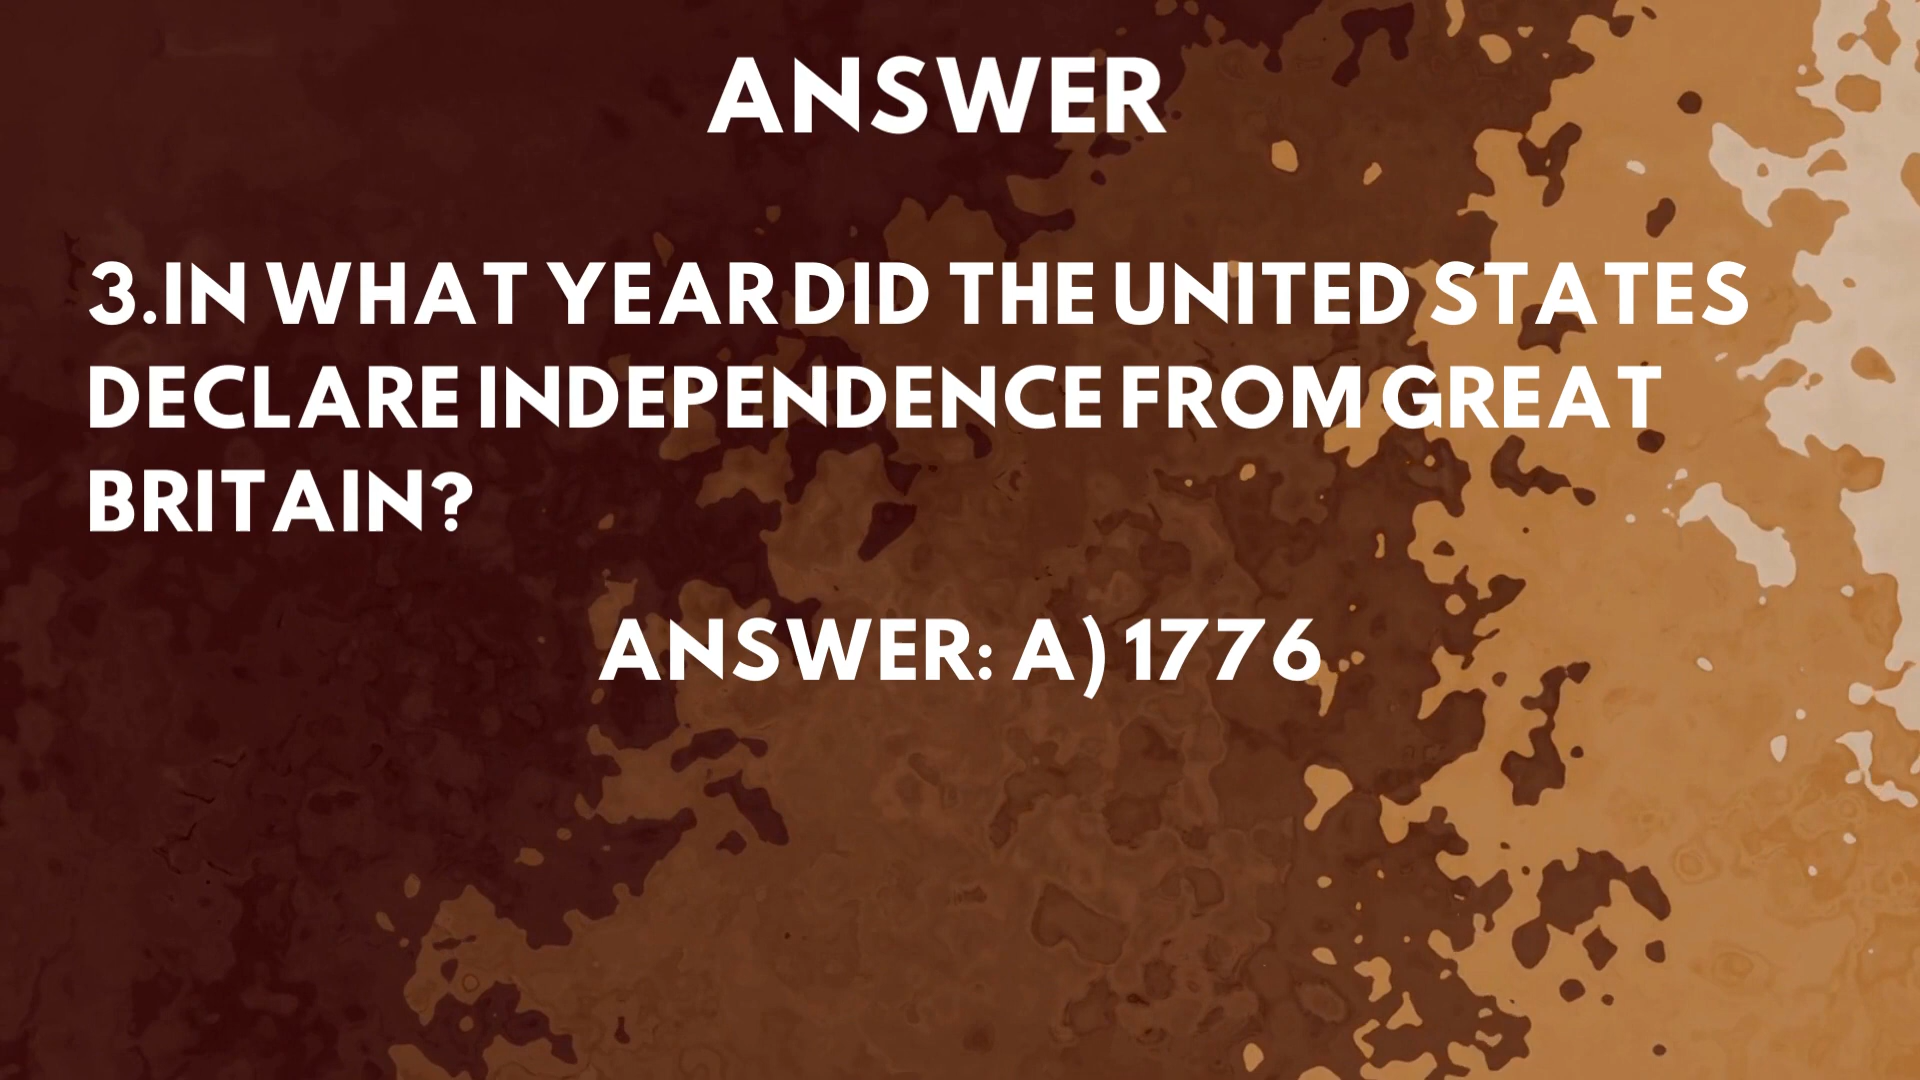 ANSWER
3.IN WHAT YEAR DID THE UNITED STATES
DECLARE INDEPENDENCE FROM GREAT
BRITAIN?
ANSWER: A) 1776